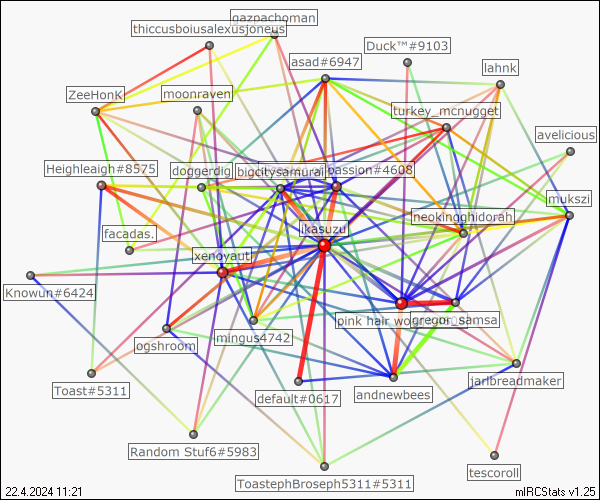 gazpachoman
thiccusboiusalexusjoneus
Duck™#9103
asad#6947
lahnk
ZeeHonK
moonraven
turkey_mcnugget
avelicious
Heighleaigh#8575
doggerdig
bigcitysamurai
passion#4608
mukszi
neokingghidorah
ikasuzu
facadas.
xenoyaut
Knowun#6424
pink hair wo
gregor_samsa
mingus4742
ogshroom
jarlbreadmaker
Toast#5311
default#0617
andnewbees
Random Stuf6#5983
tescoroll
ToastephBroseph5311#5311
22.4.2024 11:21
mIRCStats v1.25